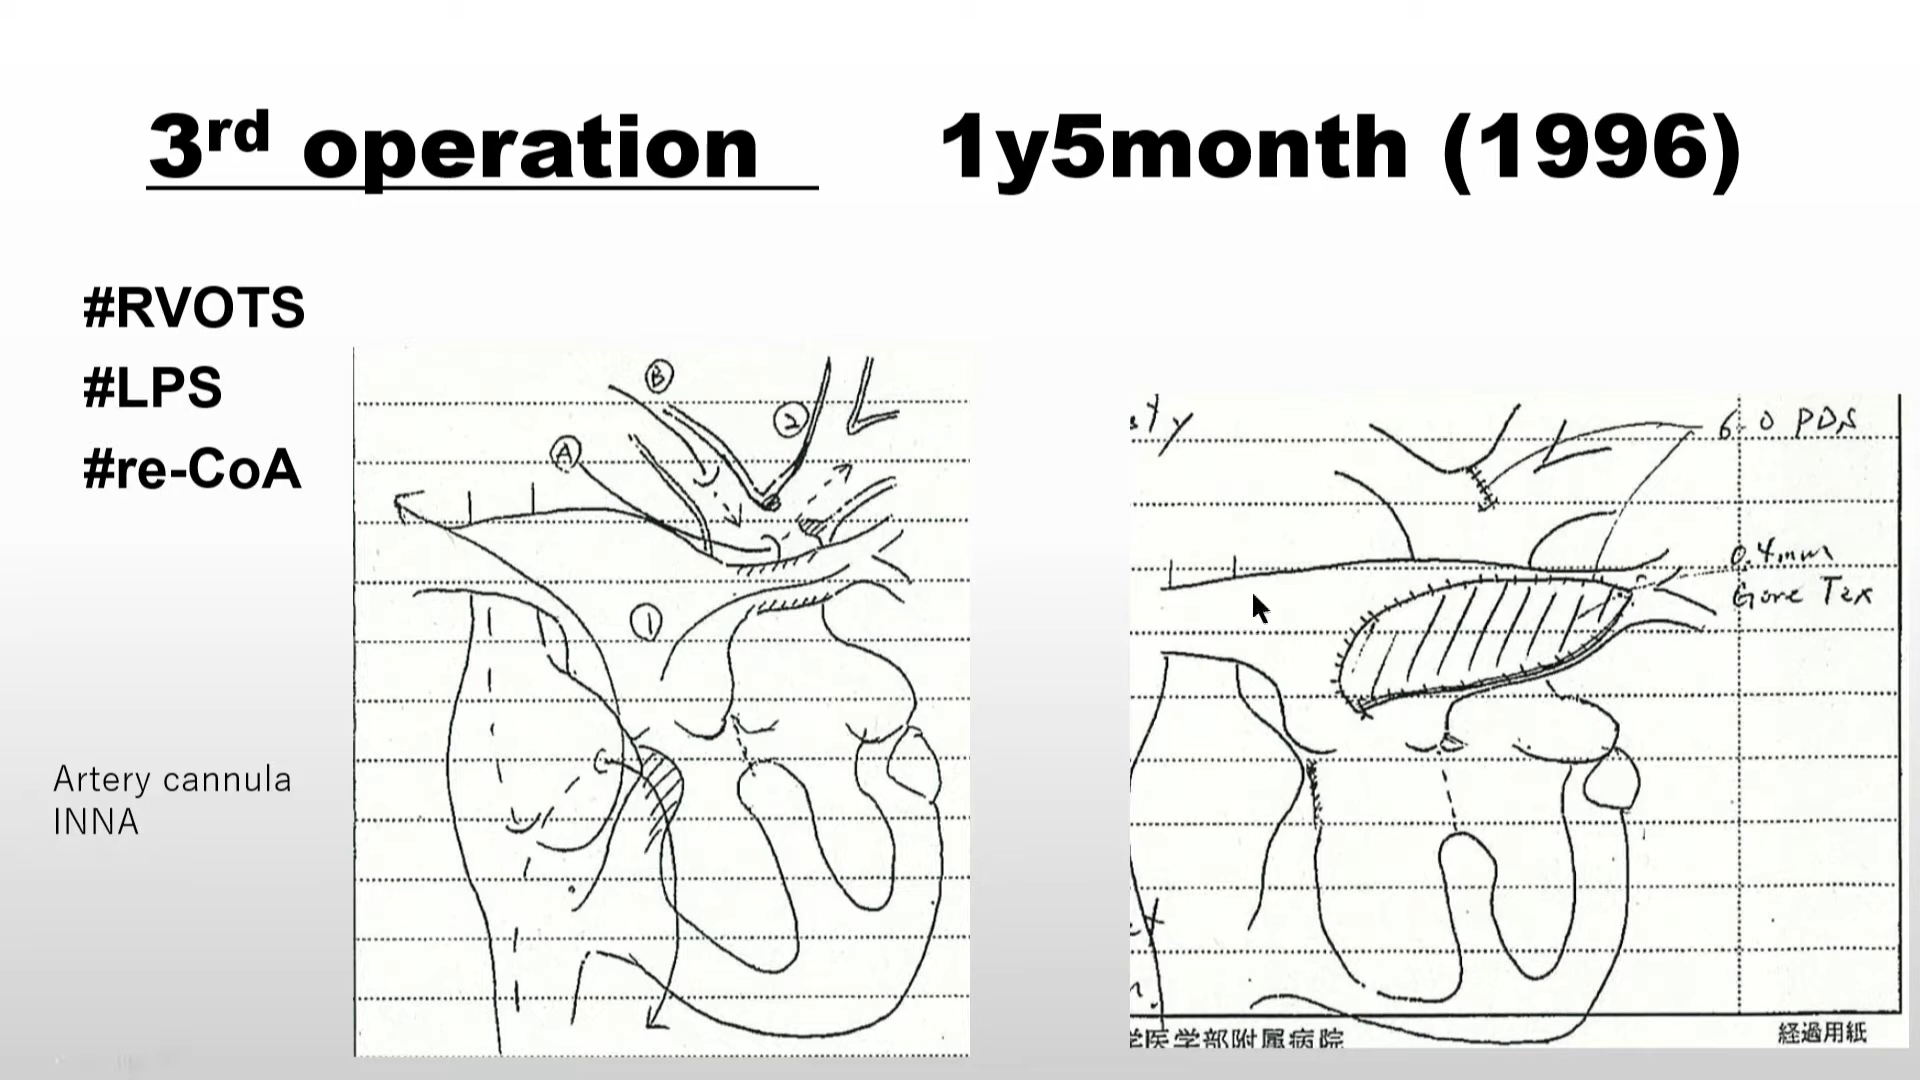 3rd operation 1y5month (1996)
#RVOTS
#LPS
#re-CoA
Artery cannula
INNA
B
2
A
1
6-0 PDS
0.4mm
Gore Tex
学医学部附属病院
経過用紙